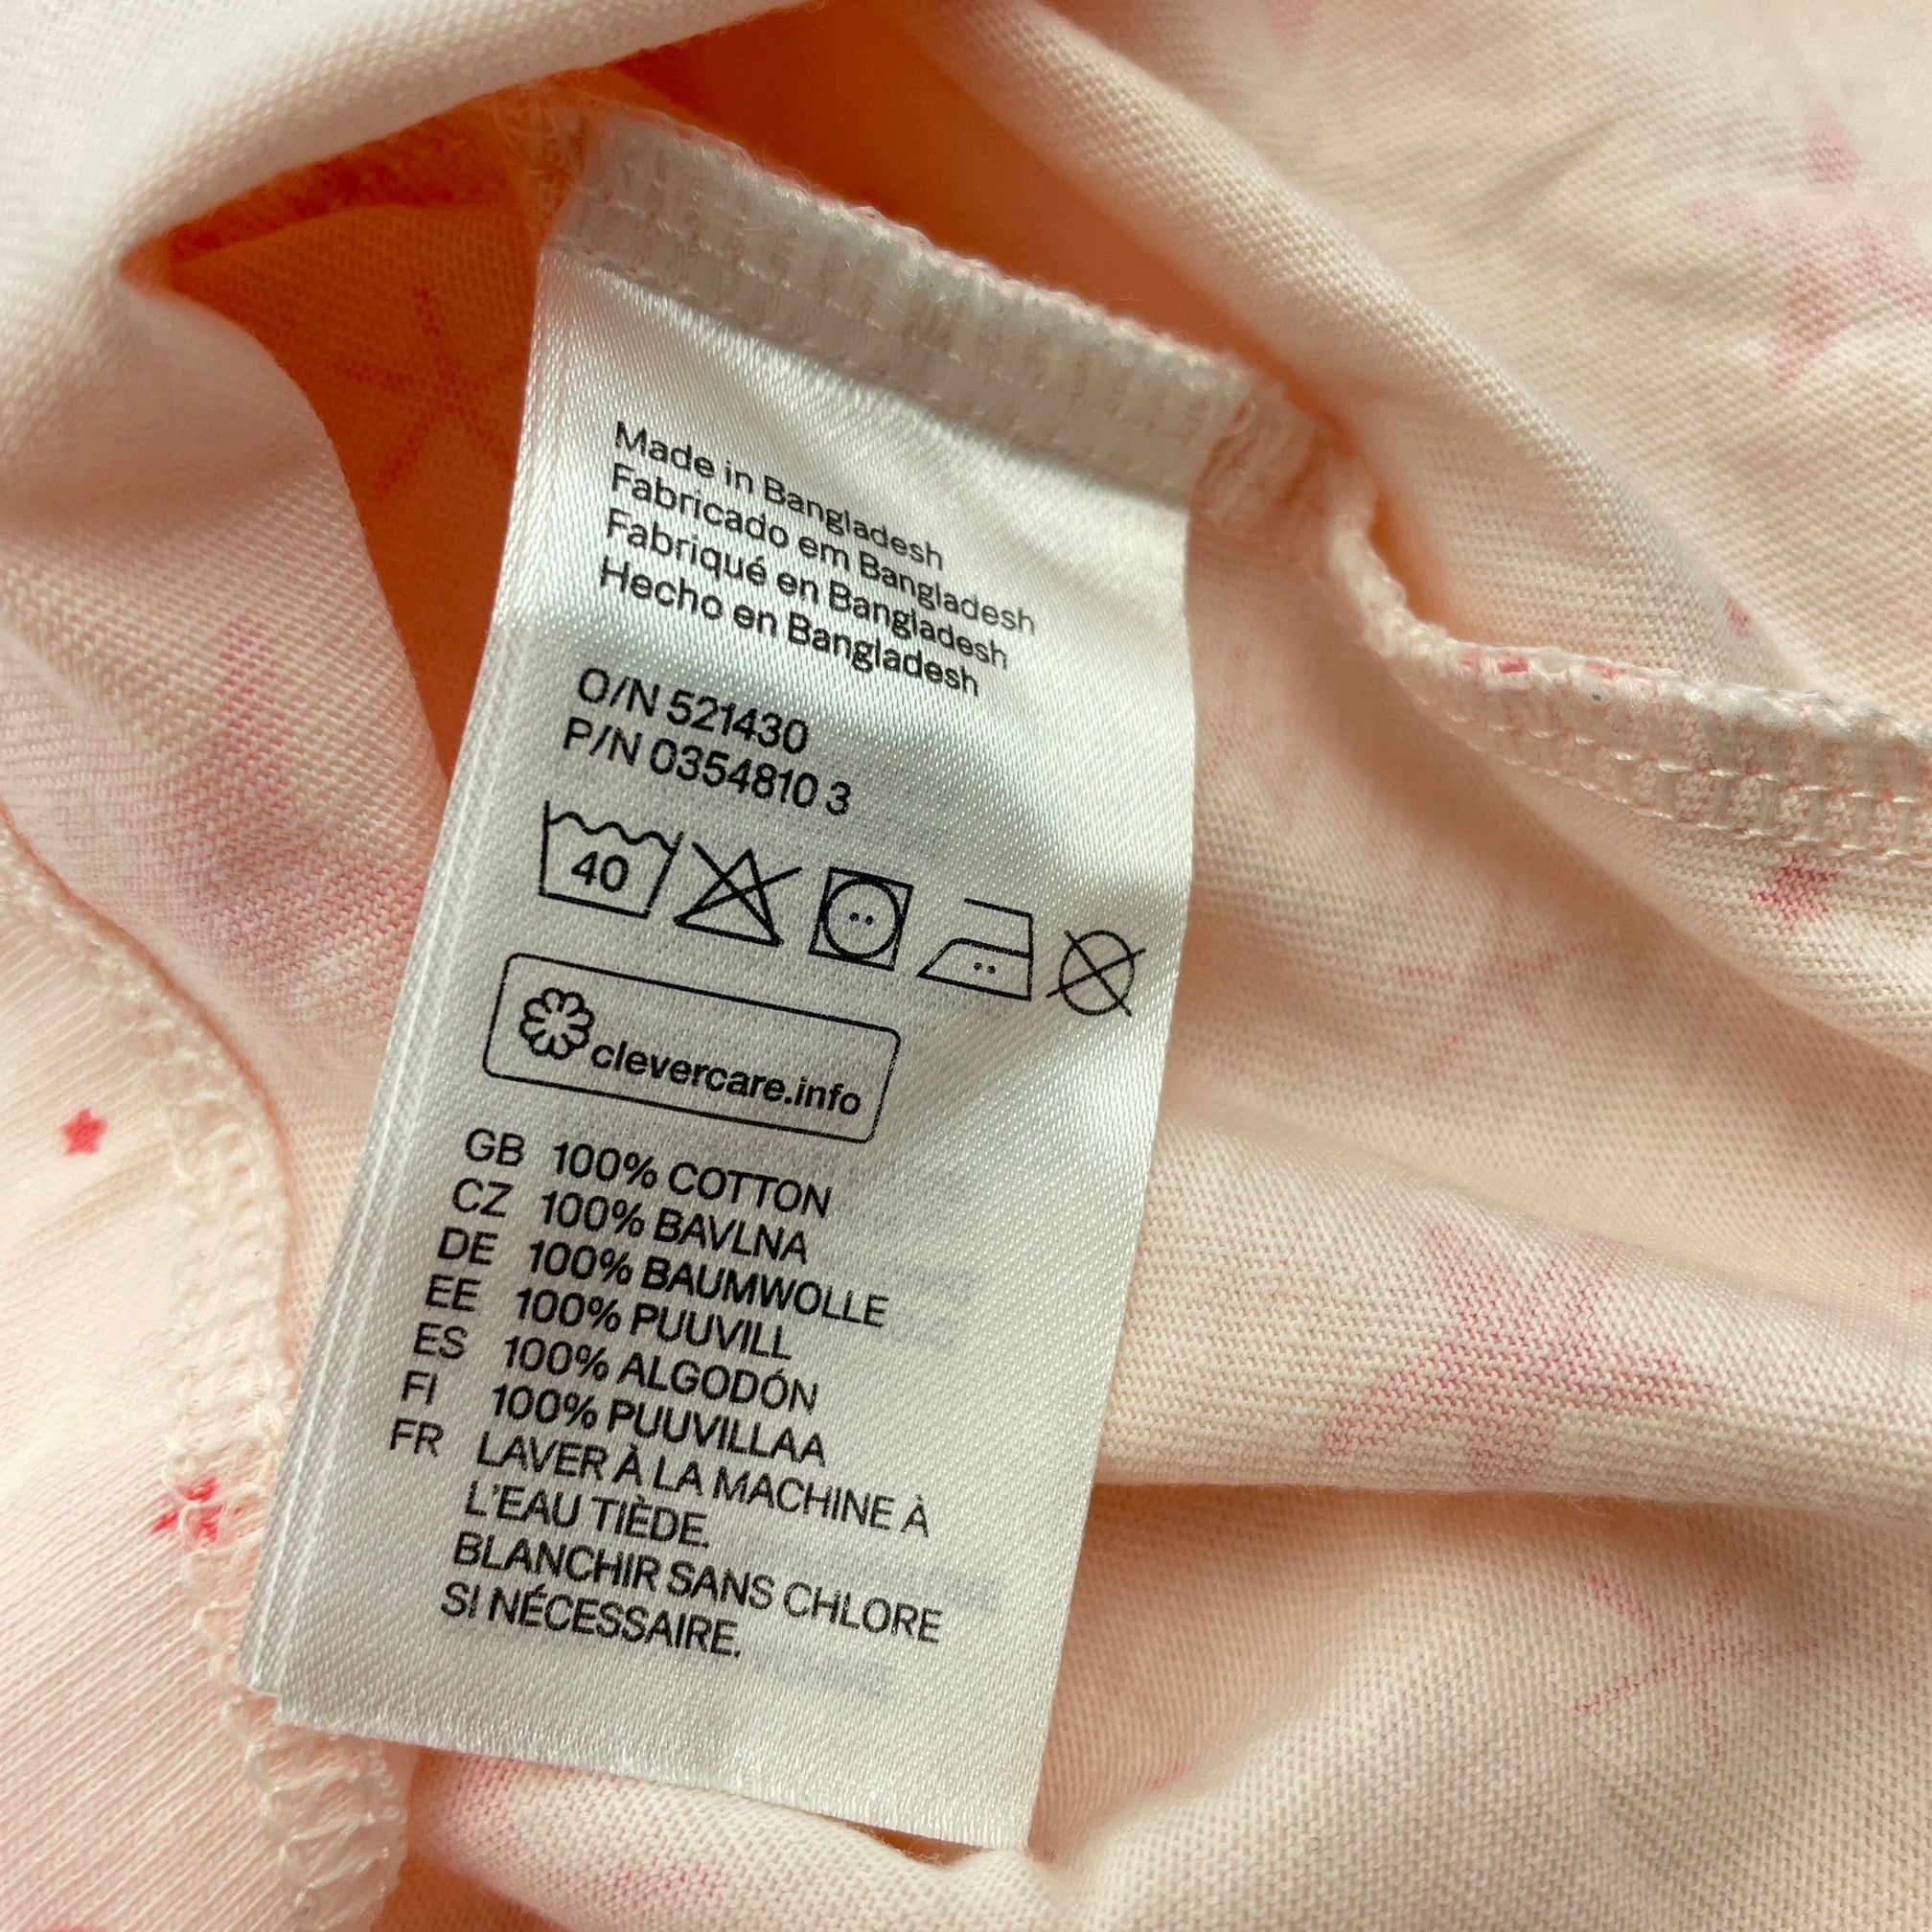 Made in Bangladesh
Fabricado em Bangladesh
Fabriqué en Bangladesh
Hecho en Bangladesh
O/N 521430
P/N 0354810 3
40
clevercare.info
GB 100% COTTON
CZ 100% BAVLNA
DE 100% BAUMWOLLE
EE 100% PUUVILL
ES 100% ALGODÓN
FI 100% PUUVILLAA
FR LAVER À LA MACHINE À
L'EAU TIÈDE.
BLANCHIR SANS CHLORE
SI NÉCESSAIRE.